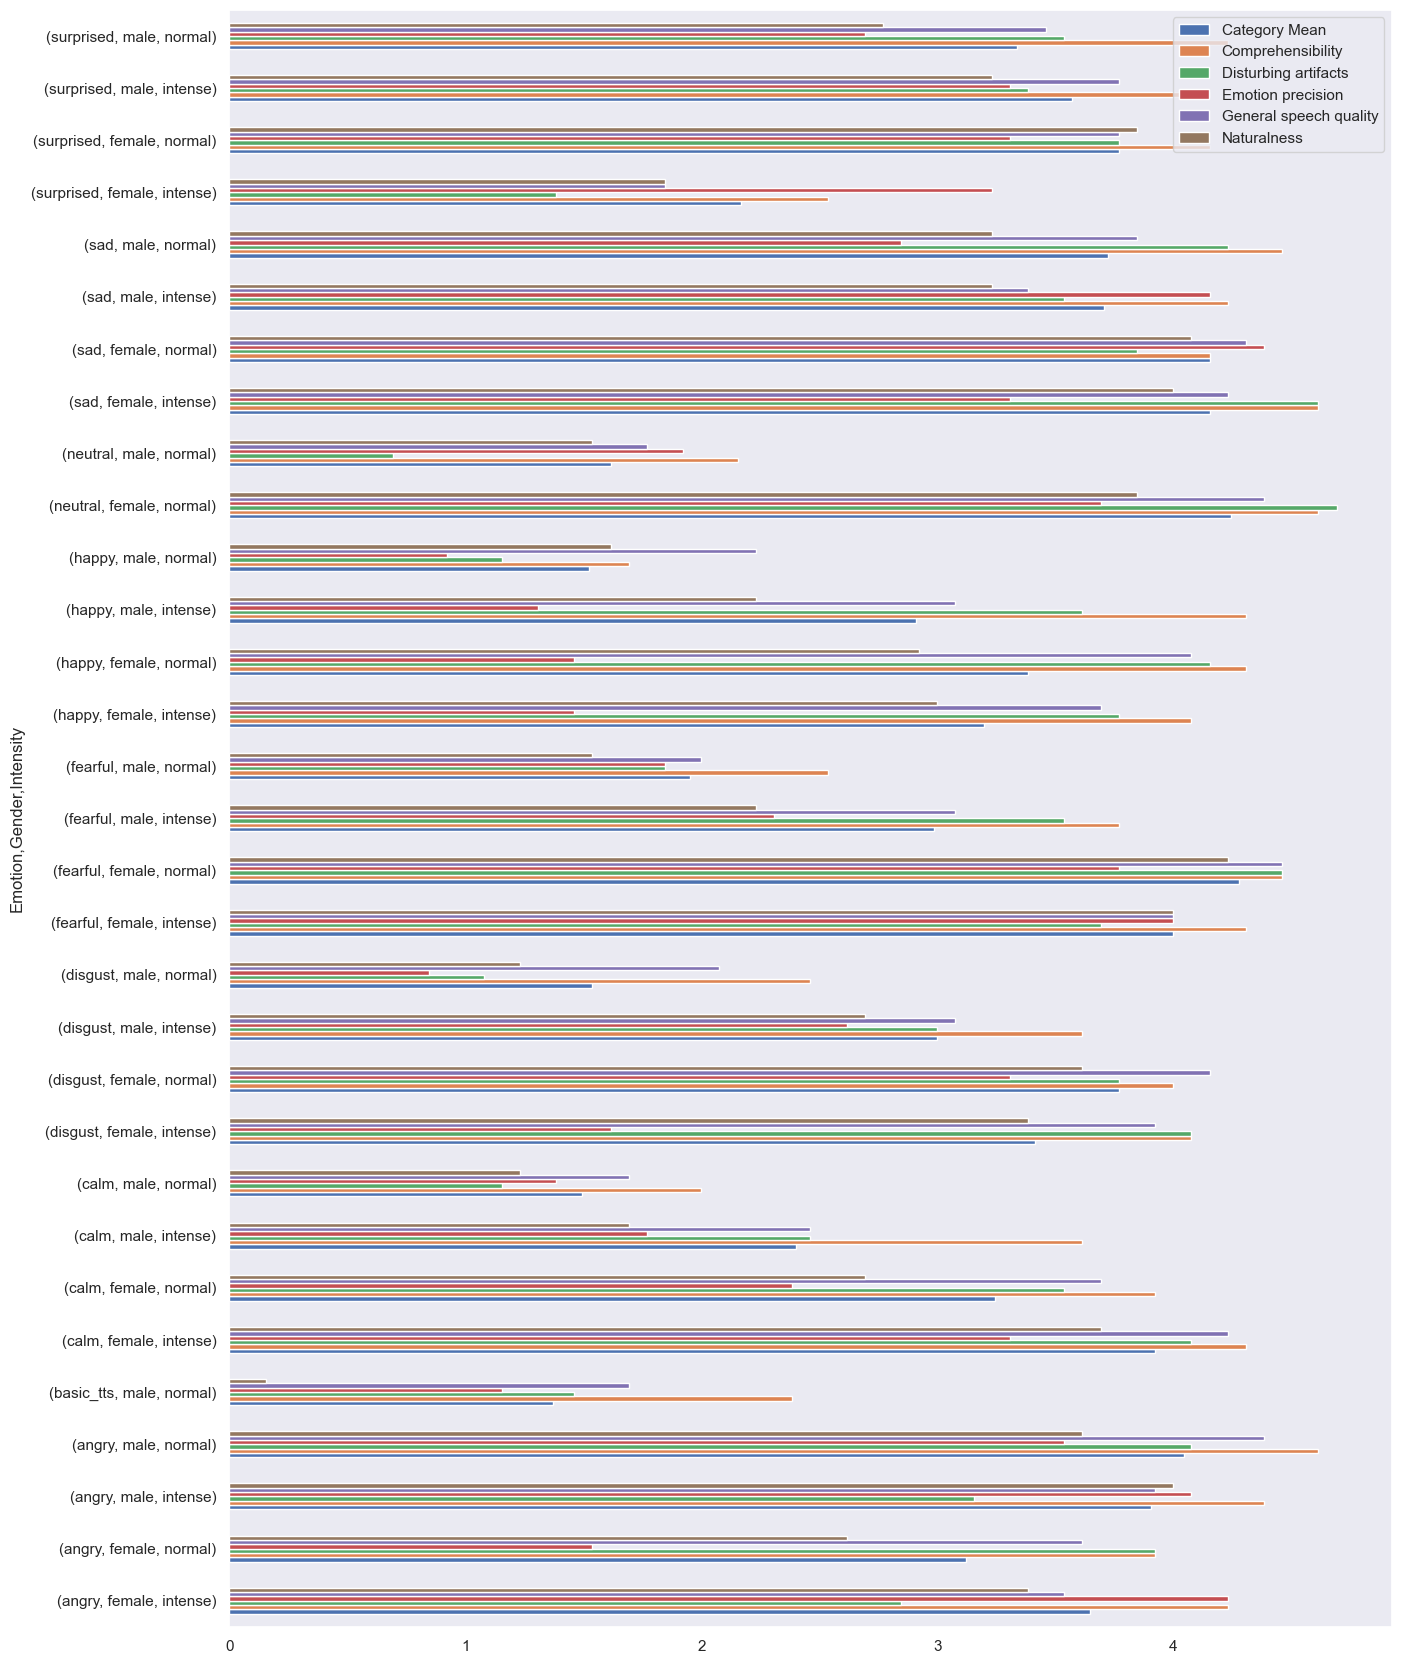 Category Mean
Comprehensibility
Disturbing artifacts
Emotion precision
General speech quality
Naturalness
Emotion,Gender,Intensity
(surprised, male, normal)
(surprised, male, intense)
(surprised, female, normal)
(surprised, female, intense)
(sad, male, normal)
(sad, male, intense)
(sad, female, normal)
(sad, female, intense)
(neutral, male, normal)
(neutral, female, normal)
(happy, male, normal)
(happy, male, intense)
(happy, female, normal)
(happy, female, intense)
(fearful, male, normal)
(fearful, male, intense)
(fearful, female, normal)
(fearful, female, intense)
(disgust, male, normal)
(disgust, male, intense)
(disgust, female, normal)
(disgust, female, intense)
(calm, male, normal)
(calm, male, intense)
(calm, female, normal)
(calm, female, intense)
(basic_tts, male, normal)
(angry, male, normal)
(angry, male, intense)
(angry, female, normal)
(angry, female, intense)
0 1 2 3 4